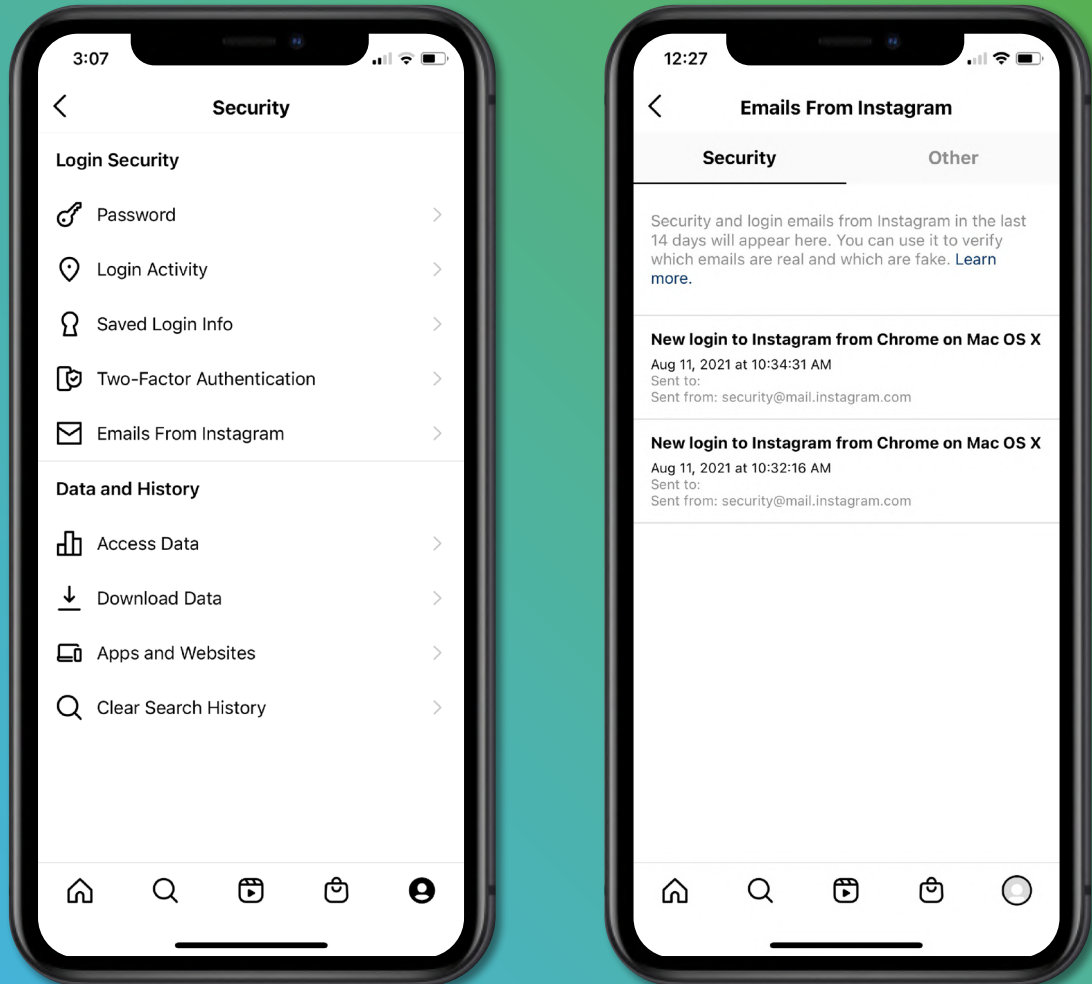 3:07
Security
Login Security
Password
Login Activity
Saved Login Info
Two-Factor Authentication
Emails From Instagram
Data and History
Access Data
Download Data
Apps and Websites
Clear Search History
12:27
Emails From Instagram
Security
Other
Security and login emails from Instagram in the last
14 days will appear here. You can use it to verify
which emails are real and which are fake. Learn
more.
New login to Instagram from Chrome on Mac OS X
Aug 11, 2021 at 10:34:31 AM
Sent to:
Sent from: security@mail.instagram.com
New login to Instagram from Chrome on Mac OS X
Aug 11, 2021 at 10:32:16 AM
Sent to:
Sent from: security@mail.instagram.com